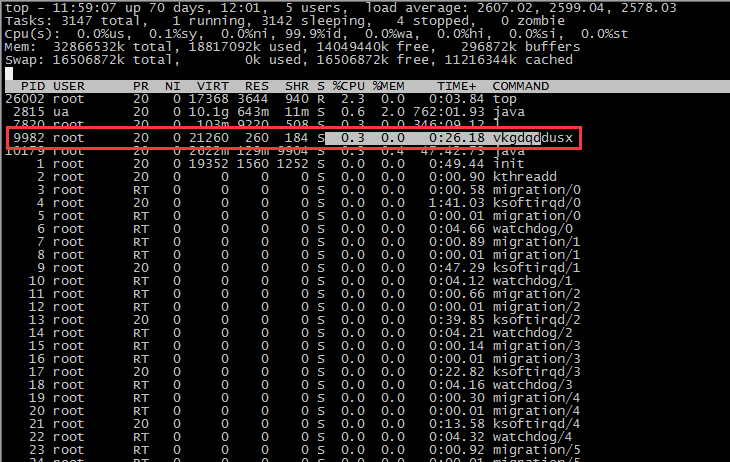 top - 11:59:07 up 70 days, 12:01,  5 users,  load average: 2607.02, 2599.04, 2578.03
Tasks: 3147 total,   1 running, 3142 sleeping,   4 stopped,   0 zombie
Cpu(s):  0.0%us,  0.1%sy,  0.0%ni, 99.9%id,  0.0%wa,  0.0%hi,  0.0%si,  0.0%st
Mem:  32866532k total, 18817092k used, 14049440k free,   296872k buffers
Swap: 16506872k total,        0k used, 16506872k free, 11216344k cached
PID USER      PR  NI  VIRT  RES  SHR S %CPU %MEM    TIME+  COMMAND
26002 root      20   0 17368 3644  940 R  2.3  0.0   0:03.84 top
2815 ua        20   0 10.1g 643m  11m S  0.6  2.0 762:01.93 java
7820 root      20   0  103m 9220  508 S  0.3  0.0 346:09.12
9982 root      20   0 21260  260  184 S  0.3  0.0   0:26.18 vkgdqddusx
16179 root      20   0 2622m 129m 9904 S  0.3  0.4  47:42.73 java
1 root      20   0 19352 1560 1252 S  0.0  0.0   0:49.44 init
2 root      20   0     0    0    0 S  0.0  0.0   0:00.90 kthreadd
3 root      RT   0     0    0    0 S  0.0  0.0   0:00.58 migration/0
4 root      20   0     0    0    0 S  0.0  0.0   1:41.03 ksoftirqd/0
5 root      RT   0     0    0    0 S  0.0  0.0   0:00.01 migration/0
6 root      RT   0     0    0    0 S  0.0  0.0   0:04.66 watchdog/0
7 root      RT   0     0    0    0 S  0.0  0.0   0:00.89 migration/1
8 root      RT   0     0    0    0 S  0.0  0.0   0:00.01 migration/1
9 root      20   0     0    0    0 S  0.0  0.0   0:47.29 ksoftirqd/1
10 root      RT   0     0    0    0 S  0.0  0.0   0:04.12 watchdog/1
11 root      RT   0     0    0    0 S  0.0  0.0   0:00.66 migration/2
12 root      RT   0     0    0    0 S  0.0  0.0   0:00.01 migration/2
13 root      20   0     0    0    0 S  0.0  0.0   0:39.85 ksoftirqd/2
14 root      RT   0     0    0    0 S  0.0  0.0   0:04.21 watchdog/2
15 root      RT   0     0    0    0 S  0.0  0.0   0:00.14 migration/3
16 root      RT   0     0    0    0 S  0.0  0.0   0:00.01 migration/3
17 root      20   0     0    0    0 S  0.0  0.0   0:22.82 ksoftirqd/3
18 root      RT   0     0    0    0 S  0.0  0.0   0:04.16 watchdog/3
19 root      RT   0     0    0    0 S  0.0  0.0   0:00.30 migration/4
20 root      RT   0     0    0    0 S  0.0  0.0   0:00.01 migration/4
21 root      20   0     0    0    0 S  0.0  0.0   0:13.58 ksoftirqd/4
22 root      RT   0     0    0    0 S  0.0  0.0   0:04.32 watchdog/4
23 root      RT   0     0    0    0 S  0.0  0.0   0:00.92 migration/5
24 root      RT   0     0    0    0 S  0.0  0.0   0:00.01 migration/5